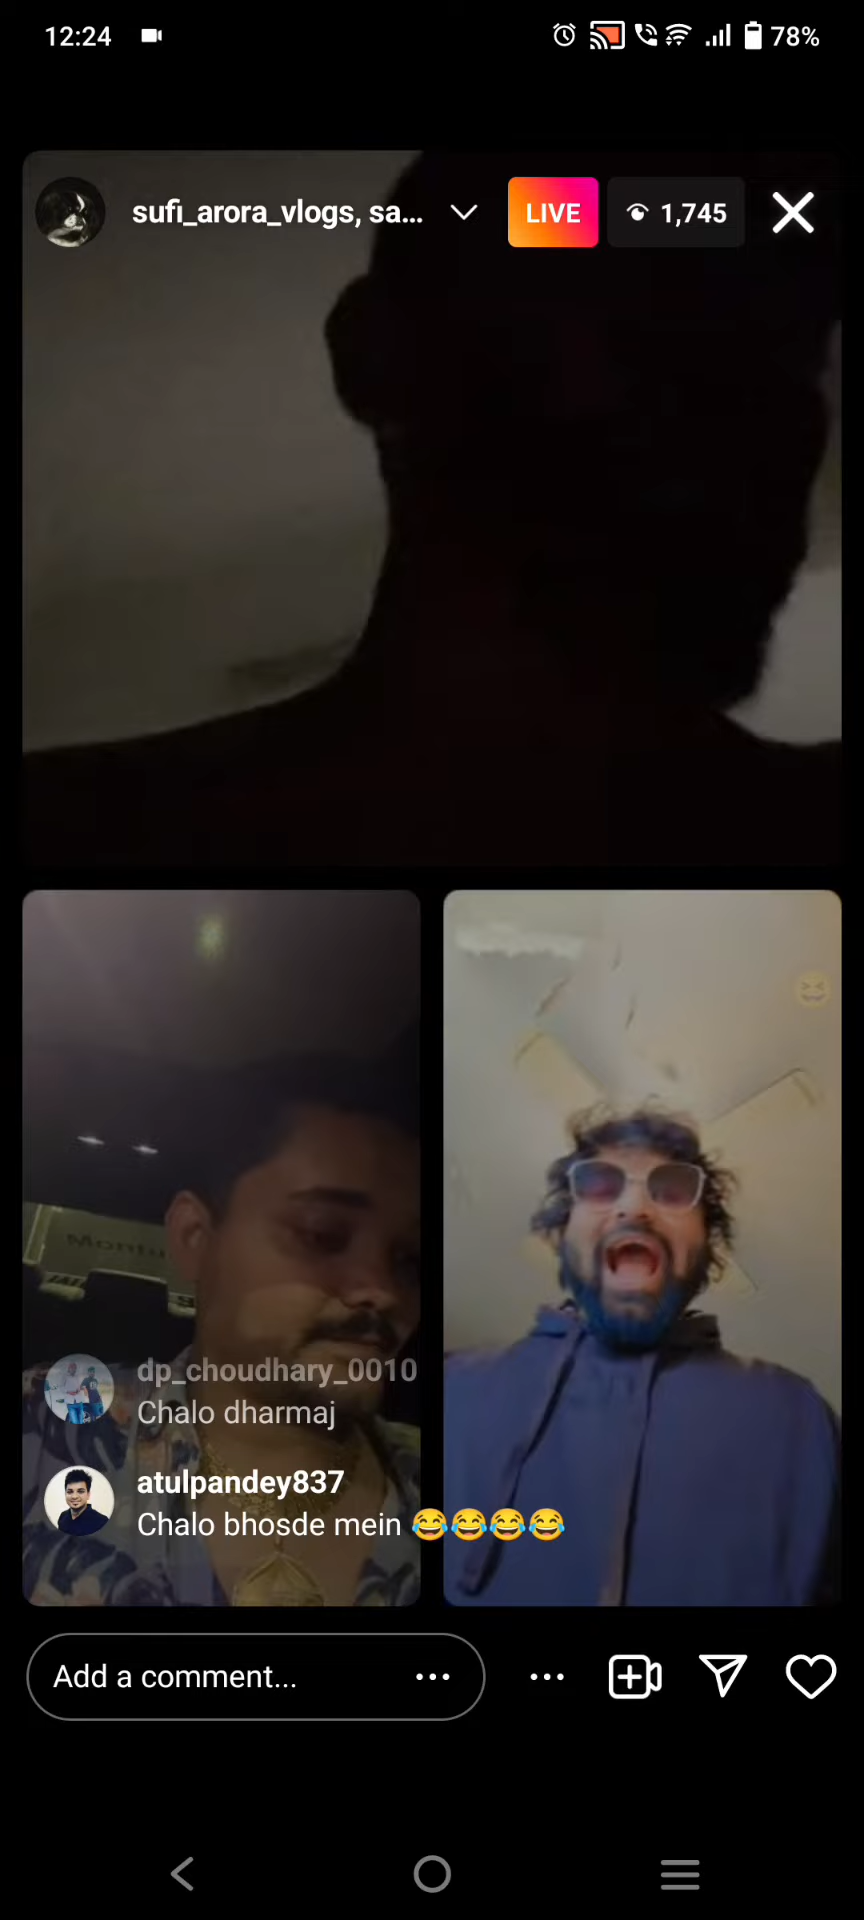 12:24 78%
sufi_arora_vlogs, sa... LIVE 1,745
dp_choudhary_0010
Chalo dharmaj
atulpandey837
Chalo bhosde mein 😂😂😂😂
Add a comment...